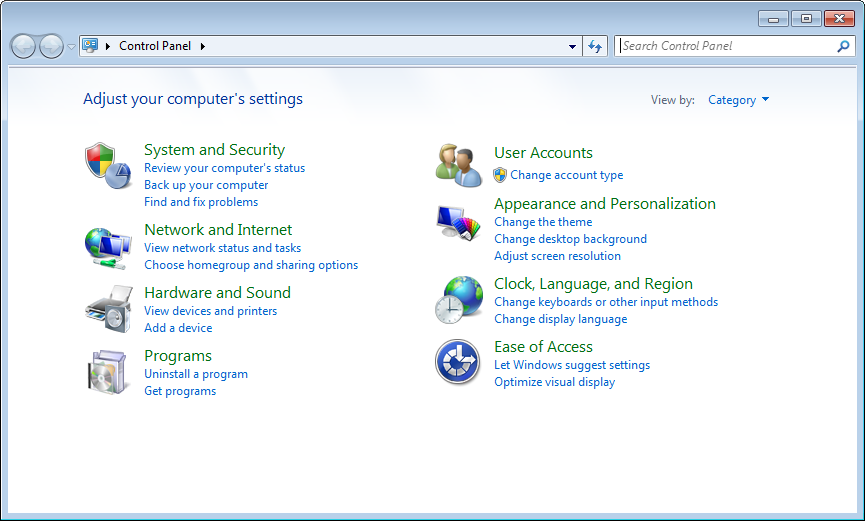 Control Panel
Search Control Panel
Adjust your computer's settings
View by: Category
System and Security
Review your computer's status
Back up your computer
Find and fix problems
Network and Internet
View network status and tasks
Choose homegroup and sharing options
Hardware and Sound
View devices and printers
Add a device
Programs
Uninstall a program
Get programs
User Accounts
Change account type
Appearance and Personalization
Change the theme
Change desktop background
Adjust screen resolution
Clock, Language, and Region
Change keyboards or other input methods
Change display language
Ease of Access
Let Windows suggest settings
Optimize visual display